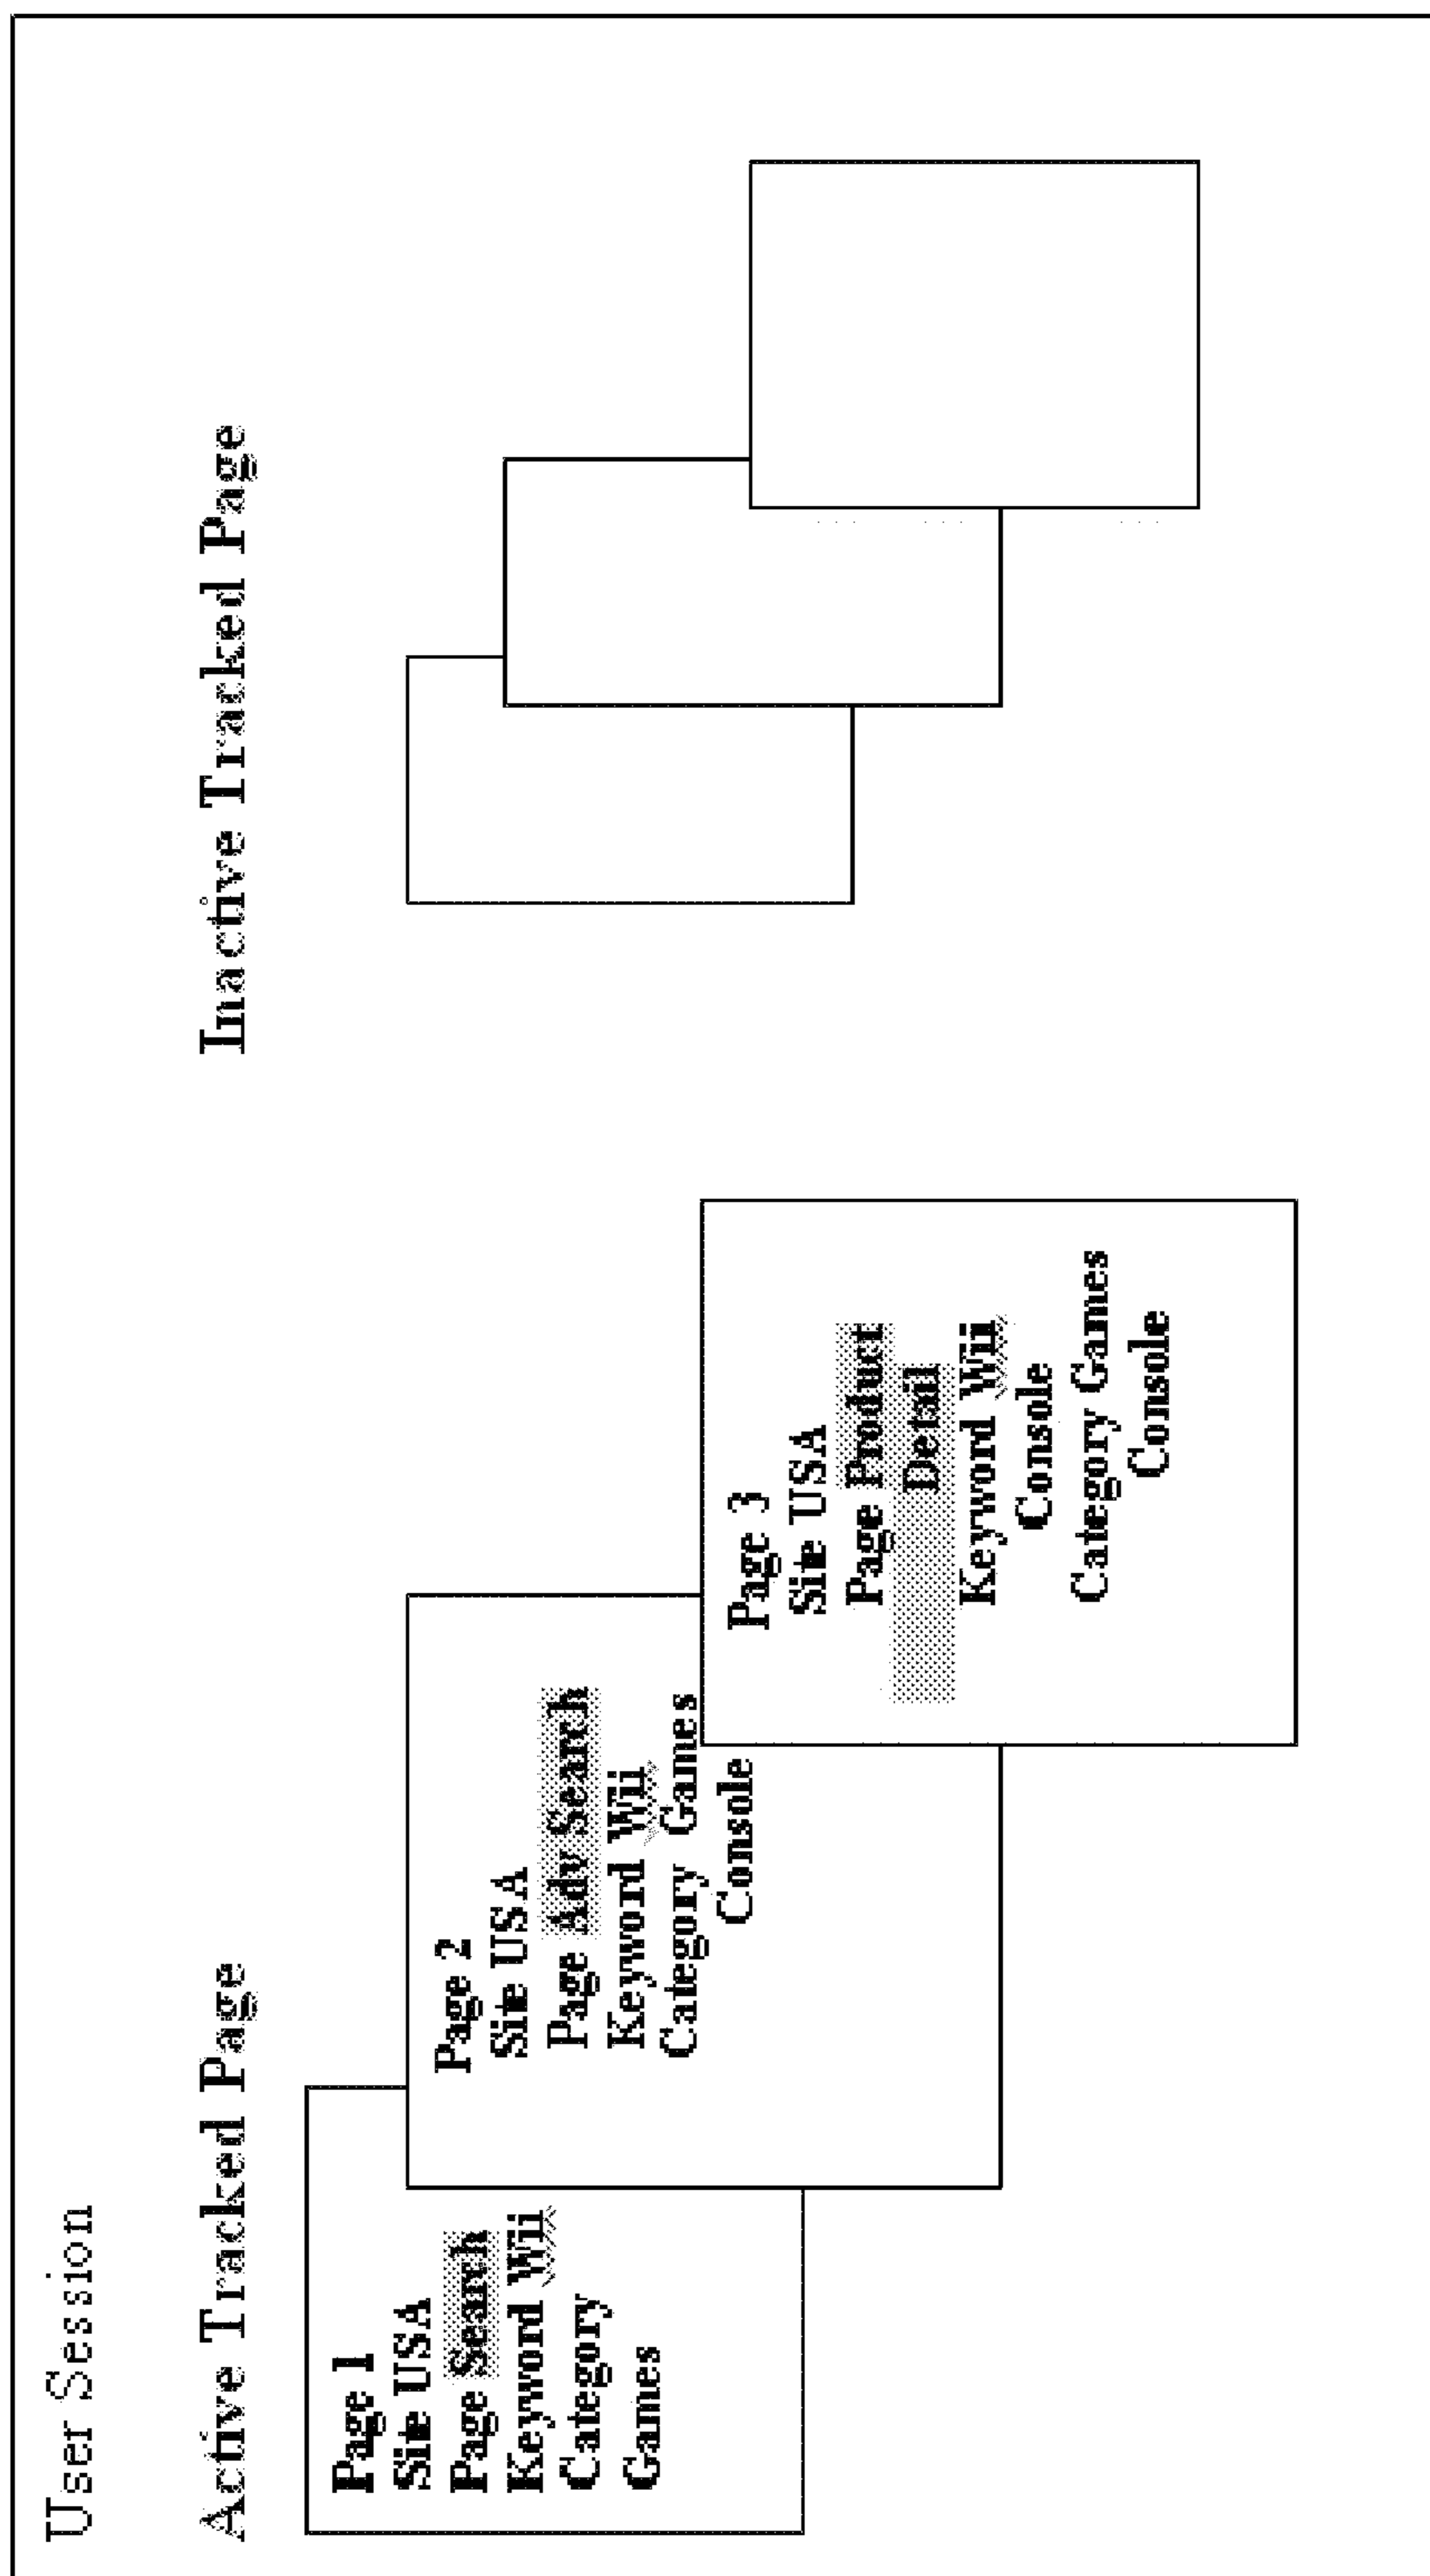 User Session
Active Tracked Page
Page 1
Site USA
Page Search
Keyword Wii
Category
Games
Page 2
Site USA
Page Adv Search
Keyword Wii
Category Games
Console
Page 3
Site USA
Page Product
Detail
Keyword Wii
Console
Category Games
Console
Inactive Tracked Page